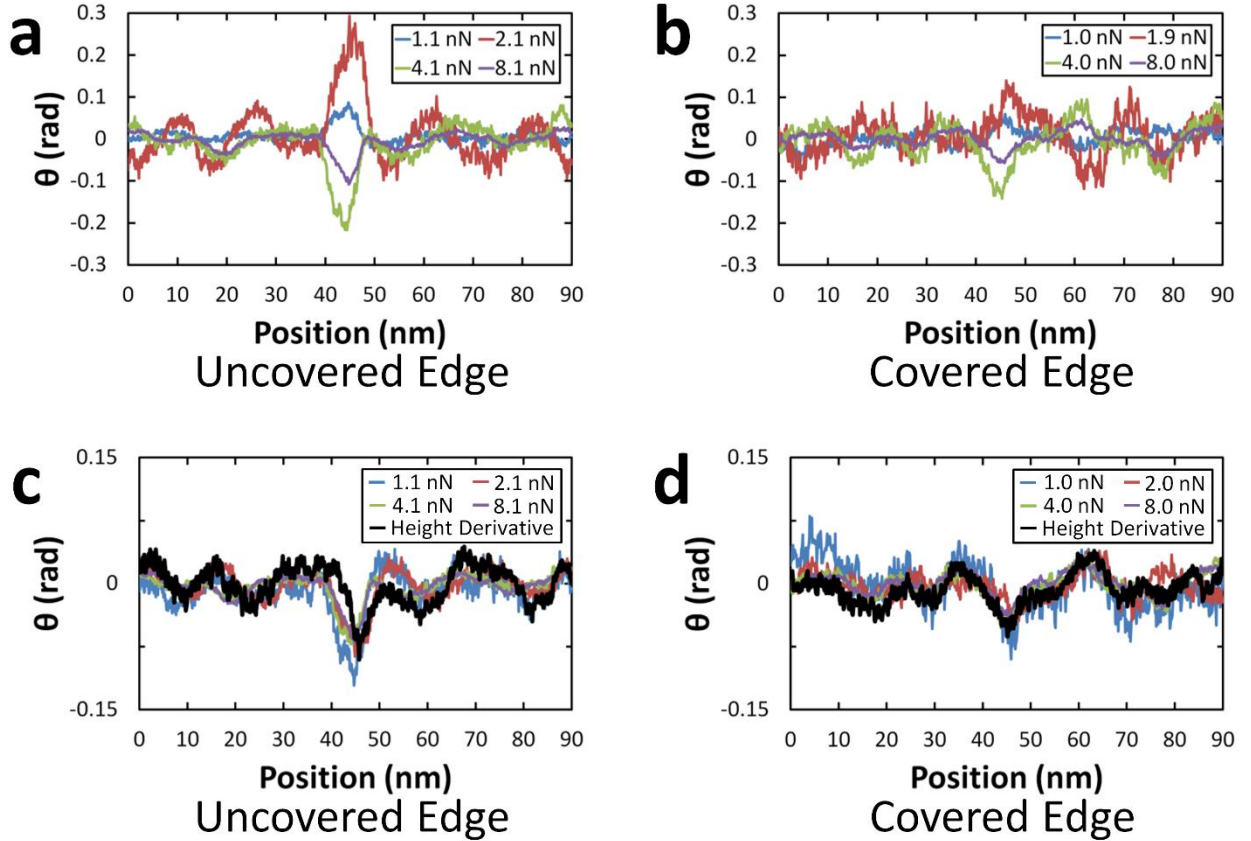 a
0.3
0.2
0.1
0
-0.1
-0.2
-0.3
θ (rad)
1.1 nN 2.1 nN
4.1 nN 8.1 nN
0 10 20 30 40 50 60 70 80 90
Position (nm)
Uncovered Edge
b
0.3
0.2
0.1
0
-0.1
-0.2
-0.3
θ (rad)
1.0 nN 1.9 nN
4.0 nN 8.0 nN
0 10 20 30 40 50 60 70 80 90
Position (nm)
Covered Edge
c
0.15
0
-0.15
θ (rad)
1.1 nN 2.1 nN
4.1 nN 8.1 nN
Height Derivative
0 10 20 30 40 50 60 70 80 90
Position (nm)
Uncovered Edge
d
0.15
0
-0.15
θ (rad)
1.0 nN 2.0 nN
4.0 nN 8.0 nN
Height Derivative
0 10 20 30 40 50 60 70 80 90
Position (nm)
Covered Edge